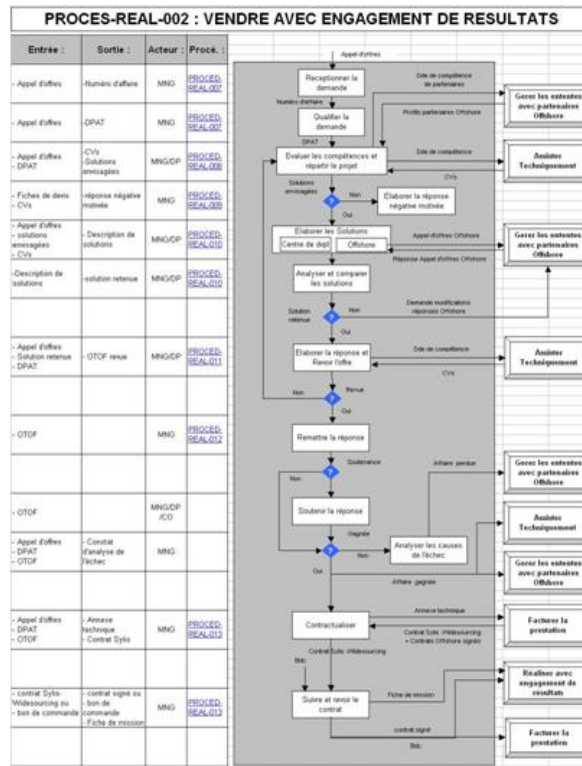 PROCES-REAL-002 : VENDRE AVEC ENGAGEMENT DE RESULTATS
Entrée :
Sortie :
Acteur :
Procé. :
- Appel d'offres
-Numéro d'affaire
MNG
PROCED-
REAL-007
- Appel d'offres
-DPAT
MNG
PROCED-
REAL-007
- Appel d'offres
- DPAT
-CVs
-Solutions
envisagées
MNG/DP
PROCED-
REAL-008
- Fiches de devis
- CVs
-réponse négative
motivée
MNG
PROCED-
REAL-009
- Appel d'offres
- solutions
envisagées
- CVs
- Description de
solutions
MNG/DP
PROCED-
REAL-010
-Description de
solutions
-solution retenue
MNG/DP
PROCED-
REAL-010
- Appel d'offres
- Solution retenue
- DPAT
- OTOF revue
MNG/DP
PROCED-
REAL-011
- OTOF
MNG
PROCED-
REAL-012
- OTOF
MNG/DP
/CO
- Appel d'offres
- DPAT
- OTOF
- Constat
d'analyse de
l'échec
MNG
- Appel d'offres
- DPAT
- OTOF
- Annexe
technique
- Contrat Sylis
MNG
PROCED-
REAL-013
- contrat Sylis-
Widesourcing ou
- bon de commande
- contrat signé ou
- bon de
commande
- Fiche de mission
MNG
PROCED-
REAL-013
Appel d'offres
Receptionner la
demande
Numéro d'affaire
Qualifier la
demande
DPAT
Evaluer les compétences et
répartir le projet
Solutions
envisagées
?
Non
Elaborer la réponse
négative motivée
Oui
Elaborer les Solutions
Centre de dept
Offshore
Analyser et comparer
les solutions
Solution
retenue
?
Non
Oui
Elaborer la réponse et
Revoir l'offre
Non
?
Revue
Oui
Remettre la réponse
Soutenance
?
Non
Soutenir la réponse
Gagnée
?
Non
Analyser les causes
de l'échec
Oui
Contractualiser
Contrat Sylis /Widesourcing
Bdc
Suivre et revoir le
contrat
Dde de compétence
de partenaires
Profils partenaires Offshore
Gerer les ententes
avec partenaires
Offshore
Dde de compétence
CVs
Assister
Techniquement
Appel d'offres Offshore
Réponse Appel d'offres Offshore
Gerer les ententes
avec partenaires
Offshore
Demande modifications
réponses Offshore
Dde de compétence
CVs
Assister
Techniquement
Affaire perdue
Gerer les ententes
avec partenaires
Offshore
Assister
Techniquement
Affaire gagnée
Gerer les ententes
avec partenaires
Offshore
Annexe technique
Contrat Sylis /Widesourcing
+ Contrats Offshore signés
Facturer la
prestation
Fiche de mission
Réaliser avec
engagement de
résultats
contrat signé
Bdc
Facturer la
prestation